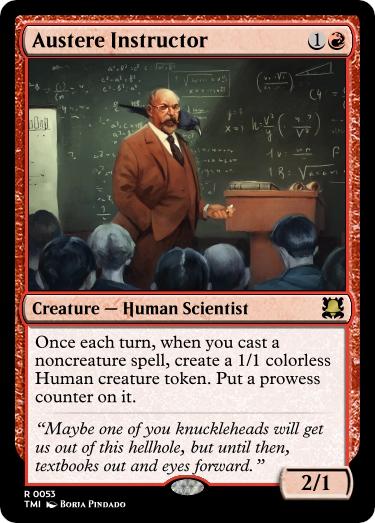 Austere Instructor 1
Creature — Human Scientist
Once each turn, when you cast a
noncreature spell, create a 1/1 colorless
Human creature token. Put a prowess
counter on it.
“Maybe one of you knuckleheads will get
us out of this hellhole, but until then,
textbooks out and eyes forward.”
2/1
R 0053
TMI Borja Pindado